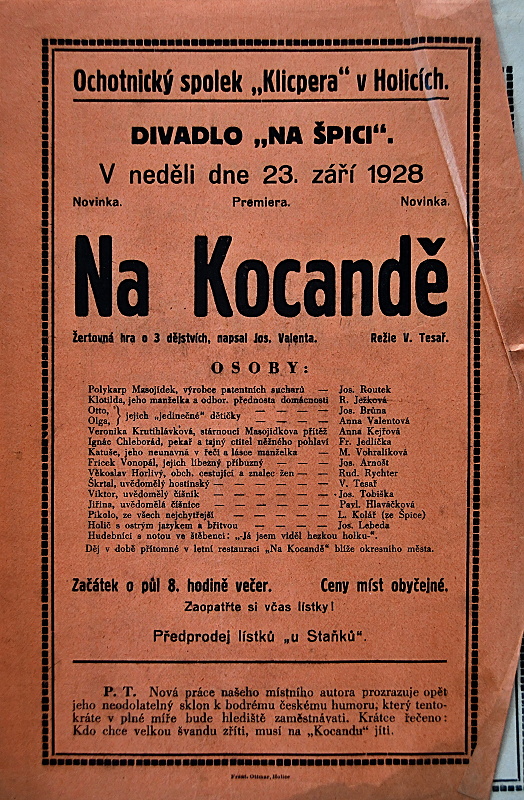 Ochotnický spolek „Klicpera“ v Holicích.
DIVADLO „NA ŠPICI“.
V neděli dne 23. září 1928
Novinka. Premiera. Novinka.
Na Kocandě
Žertovná hra o 3 dějstvích, napsal Jos. Valenta. Režie V. Tesař.
OSOBY:
Polykarp Masojídek, výrobce patentních sucharů — Jos. Routek
Klotilda, jeho manželka a odbor. přednosta domácnosti R. Ježková
Otto, Olga, } jejich „jedinečné“ dětičky — — — — Jos. Brůna
Anna Valentová
Veronika Krutihlávková, stárnoucí Masojídkova přítěž Anna Kejřová
Ignác Chleborád, pekař a tajný ctitel něžného pohlaví Fr. Jedlička
Katuše, jeho neunavná v řeči a lásce manželka — M. Vohralíková
Fricek Vonopál, jejich líbezný příbuzný — — Jos. Arnošt
Věkoslav Horlivý, obch. cestující a znalec žen — Rud. Rychter
Škrtal, uvědomělý hostinský — — — — — V. Tesař
Viktor, uvědomělý číšník — — — — — — Jos. Tobiška
Jiřina, uvědomělá číšnice — — — — — Pavl. Hlaváčková
Pikolo, ze všech nejchytřejší — — — — L. Kolář (ze Špice)
Holič s ostrým jazykem a břitvou — — — — Jos. Lebeda
Hudebníci s notou ve štěbenci: „Já jsem viděl hezkou holku“.
Děj v době přítomné v letní restauraci „Na Kocandě“ blíže okresního města.
Začátek o půl 8. hodině večer. Ceny míst obyčejné.
Zaopatřte si včas lístky!
Předprodej lístků „u Staňků“.
P. T. Nová práce našeho místního autora prozrazuje opět
jeho neodolatelný sklon k bodrému českému humoru, který tento-
kráte v plné míře bude hlediště zaměstnávati. Krátce řečeno:
Kdo chce velkou švandu zříti, musí na „Kocandu“ jíti.
Frant. Ottmar, Holice